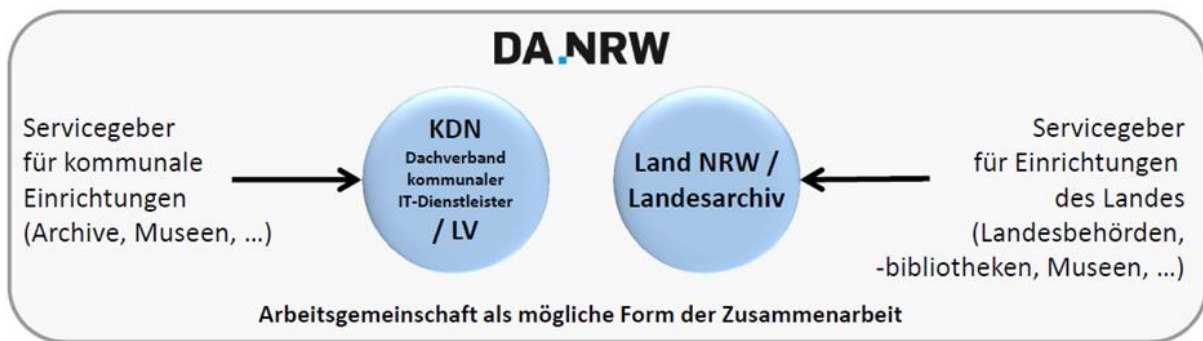 DA.NRW
Servicegeber
für kommunale
Einrichtungen
(Archive, Museen, ...)
KDN
Dachverband
kommunaler
IT-Dienstleister
/ LV
Land NRW /
Landesarchiv
Servicegeber
für Einrichtungen
des Landes
(Landesbehörden,
-bibliotheken, Museen, ...)
Arbeitsgemeinschaft als mögliche Form der Zusammenarbeit